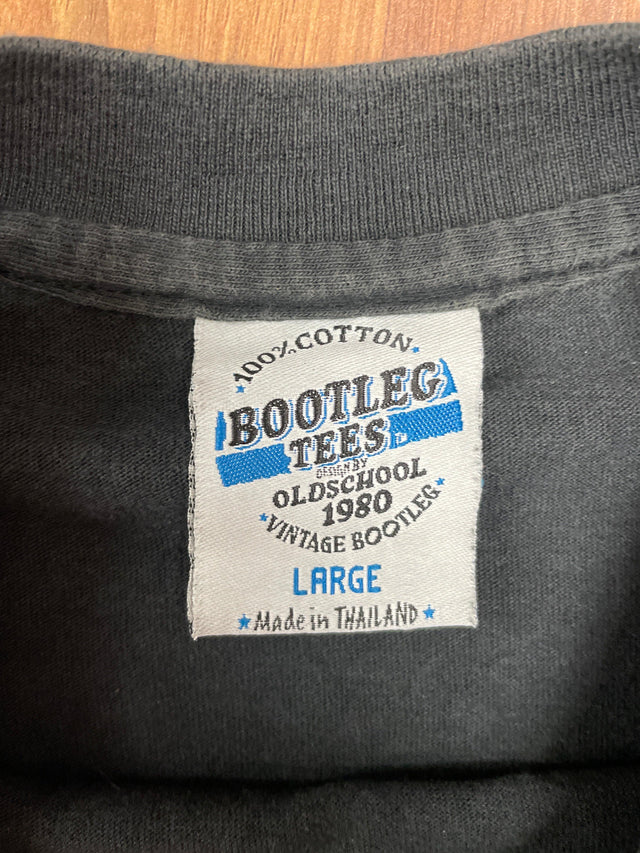 100% COTTON
BOOTLEG
TEES
DESIGN BY
OLDSCHOOL
1980
VINTAGE BOOTLEG
LARGE
Made in THAILAND